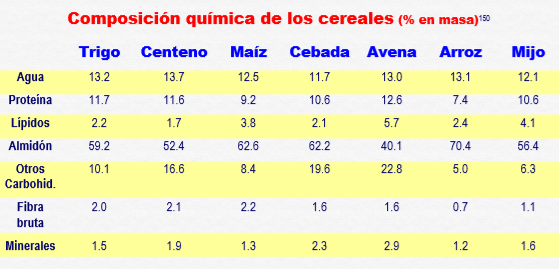 Composición química de los cereales (% en masa)150
Trigo Centeno Maíz Cebada Avena Arroz Mijo
Agua 13.2 13.7 12.5 11.7 13.0 13.1 12.1
Proteína 11.7 11.6 9.2 10.6 12.6 7.4 10.6
Lípidos 2.2 1.7 3.8 2.1 5.7 2.4 4.1
Almidón 59.2 52.4 62.6 62.2 40.1 70.4 56.4
Otros 10.1 16.6 8.4 19.6 22.8 5.0 6.3
Carbohid.
Fibra 2.0 2.1 2.2 1.6 1.6 0.7 1.1
bruta
Minerales 1.5 1.9 1.3 2.3 2.9 1.2 1.6